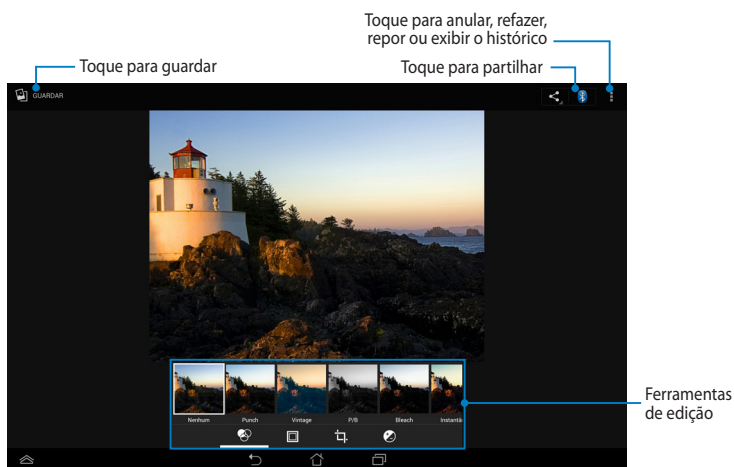 Toque para anular, refazer,
repor ou exibir o histórico
Toque para guardar
Toque para partilhar
GUARDAR
Nenhum
Punch
Vintage
P/B
Bleach
Instantâ
Ferramentas
de edição